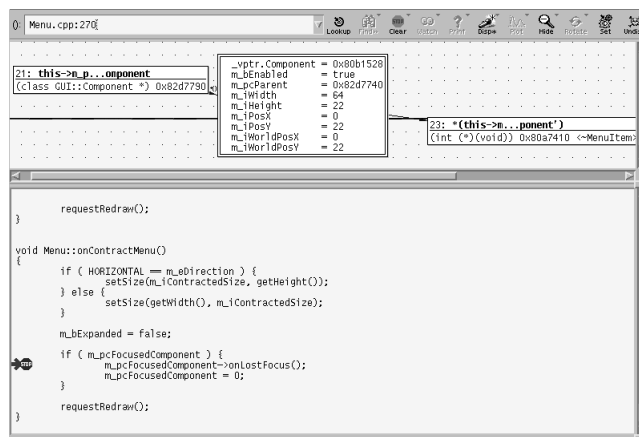 (): Menu.cpp:270
Lookup Find» Clear Watch Print Disp» Plot Hide Rotate Set Undis
21: this->m_p...omponent
(class GUI::Component *) 0x82d7790
_vptr.Component = 0x80b1528
m_bEnabled = true
m_pcParent = 0x82d7740
m_iWidth = 64
m_iHeight = 22
m_iPosX = 0
m_iPosY = 22
m_iWorldPosX = 0
m_iWorldPosY = 22
23: *(this->m...ponent')
(int (*)(void)) 0x80a7410 <~MenuItem>
requestRedraw();
}
void Menu::onContractMenu()
{
if ( HORIZONTAL == m_eDirection ) {
setSize(m_iContractedSize, getHeight());
} else {
setSize(getWidth(), m_iContractedSize);
}
m_bExpanded = false;
if ( m_pcFocusedComponent ) {
STOP m_pcFocusedComponent->onLostFocus();
m_pcFocusedComponent = 0;
}
requestRedraw();
}